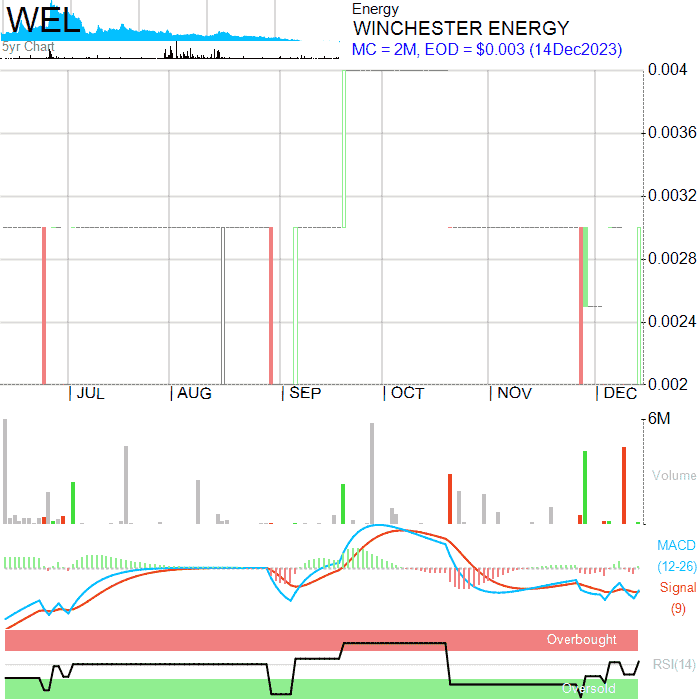 WEL
5yr Chart
Energy
WINCHESTER ENERGY
MC = 2M, EOD = $0.003 (14Dec2023)
0.004
0.0036
0.0032
0.0028
0.0024
0.002
JUL AUG SEP OCT NOV DEC
6M
Volume
MACD
(12-26)
Signal
(9)
Overbought
RSI(14)
Oversold